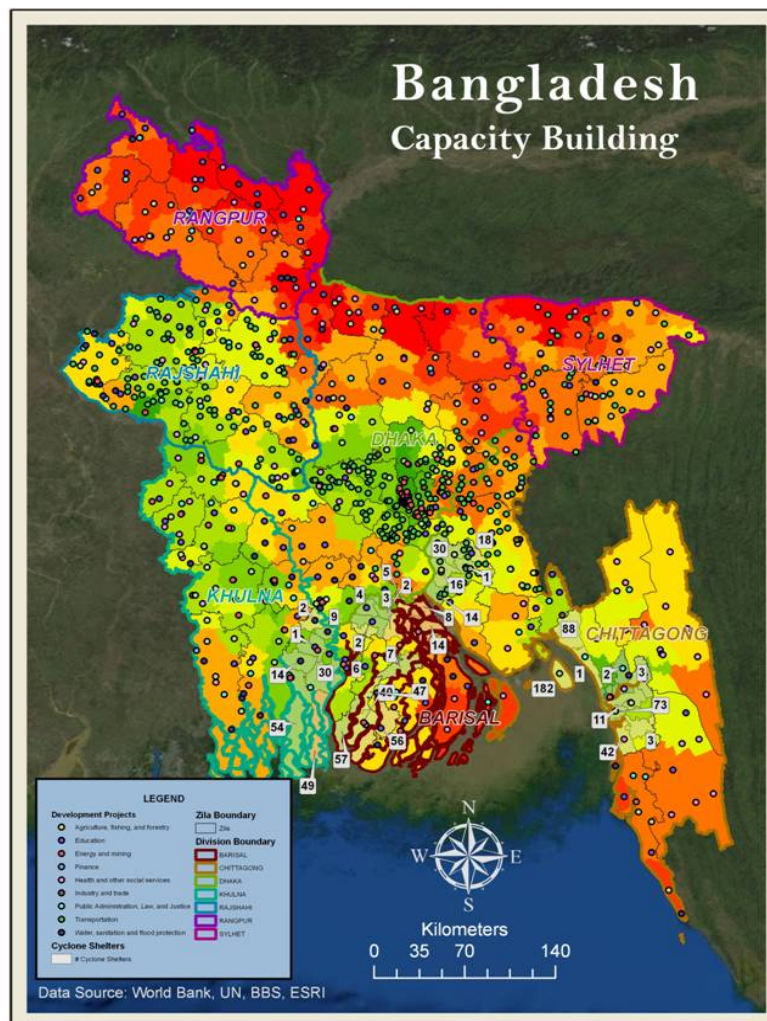 Bangladesh
Capacity Building
RANGPUR
RAJSHAHI
SYLHET
DHAKA
KHULNA
CHITTAGONG
BARISAL
18
30
1
16
5
2
4
3
8
14
2
9
1
2
14
7
6
14
30
40
47
54
56
57
49
88
1
182
2
3
73
11
42
3
N
W
E
S
Kilometers
0 35 70 140
LEGEND
Development Projects
Agriculture, fishing, and forestry
Education
Energy and mining
Finance
Health and other social services
Industry and trade
Public Administration, Law, and Justice
Transportation
Water, sanitation and flood protection
Cyclone Shelters
# Cyclone Shelters
Zila Boundary
Zila
Division Boundary
BARISAL
CHITTAGONG
DHAKA
KHULNA
RAJSHAHI
RANGPUR
SYLHET
Data Source: World Bank, UN, BBS, ESRI